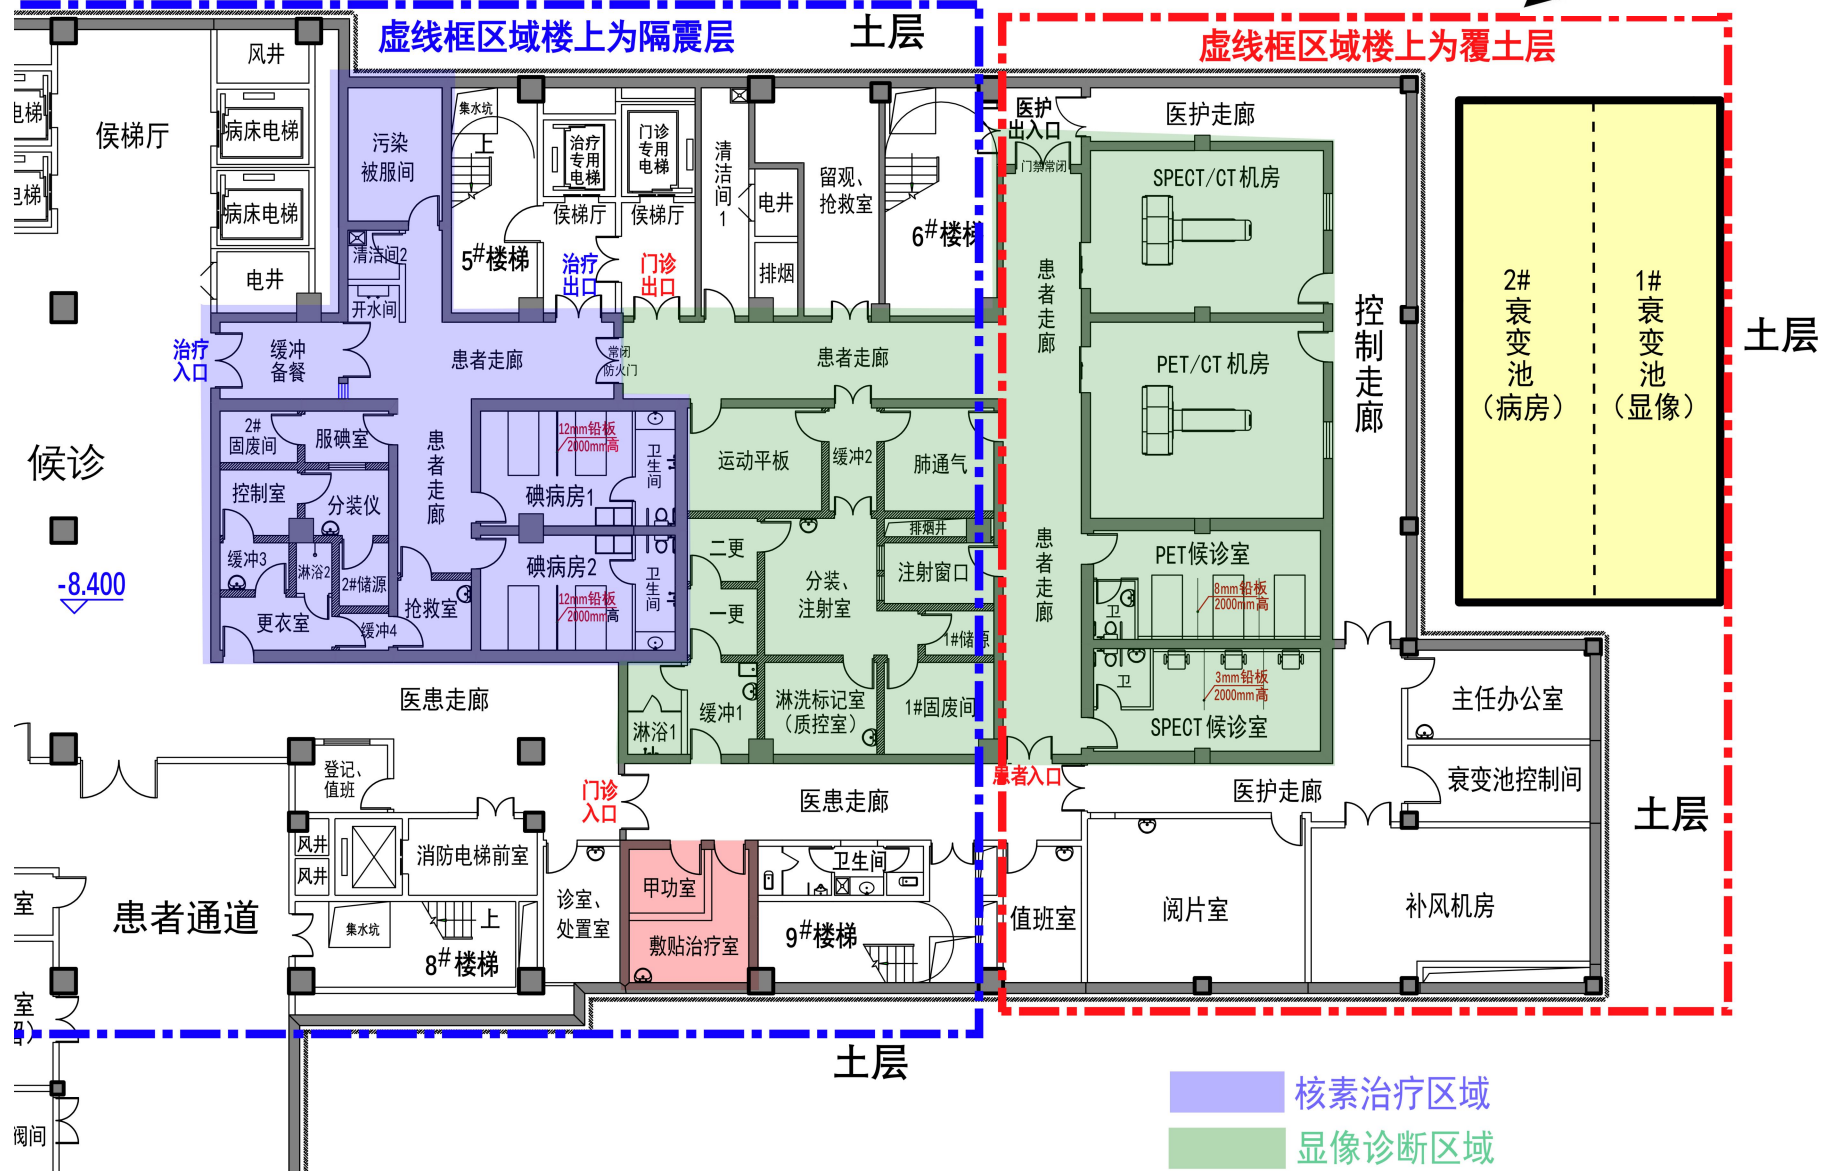 虚线框区域楼上为隔震层
土层
虚线框区域楼上为覆土层
风井
电梯
侯梯厅
病床电梯
污染
被服间
集水坑
上
治疗
专用
电梯
门诊
专用
电梯
清洁间1
电井
留观、
抢救室
医护
出入口
门禁常闭
医护走廊
SPECT/CT机房
电梯
病床电梯
侯梯厅
侯梯厅
5#楼梯
6#楼梯
清洁间2
治疗
出口
门诊
出口
排烟
电井
开水间
患者走廊
控制走廊
2#
衰变池
(病房)
1#
衰变池
(显像)
土层
治疗
入口
缓冲
备餐
患者走廊
常闭
防火门
患者走廊
PET/CT机房
候诊
2#
固废间
服碘室
患者走廊
12mm铅板
2000mm高
卫生间
碘病房1
运动平板
缓冲2
肺通气
控制室
分装仪
排烟井
-8.400
缓冲3
淋浴2
2#储源
抢救室
碘病房2
12mm铅板
2000mm高
卫生间
二更
一更
分装、
注射室
注射窗口
患者走廊
PET候诊室
8mm铅板
2000mm高
卫
更衣室
缓冲4
1#储源
医患走廊
淋浴1
缓冲1
淋洗标记室
(质控室)
1#固废间
卫
3mm铅板
2000mm高
SPECT候诊室
主任办公室
登记、
值班
门诊
入口
医患走廊
患者入口
医护走廊
衰变池控制间
土层
风井
风井
消防电梯前室
甲功室
卫生间
室
患者通道
集水坑
上
8#楼梯
诊室、
处置室
敷贴治疗室
9#楼梯
值班室
阅片室
补风机房
室
土层
阀间
核素治疗区域
显像诊断区域